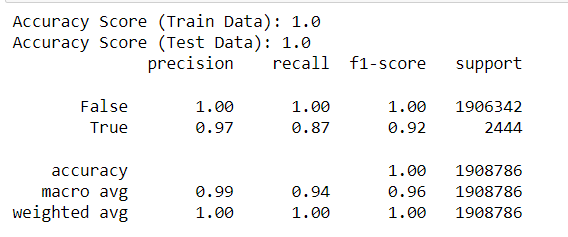 Accuracy Score (Train Data): 1.0
Accuracy Score (Test Data): 1.0
precision recall f1-score support
False 1.00 1.00 1.00 1906342
True 0.97 0.87 0.92 2444
accuracy 1.00 1908786
macro avg 0.99 0.94 0.96 1908786
weighted avg 1.00 1.00 1.00 1908786